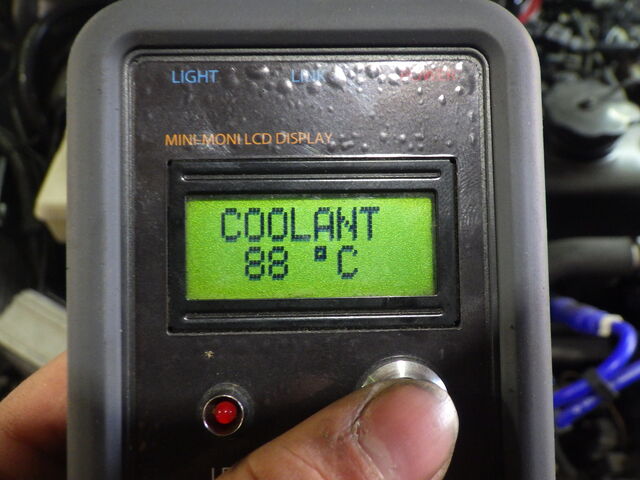 LIGHT LINK
MINI-MONI LCD DISPLAY
COOLANT
88 °C